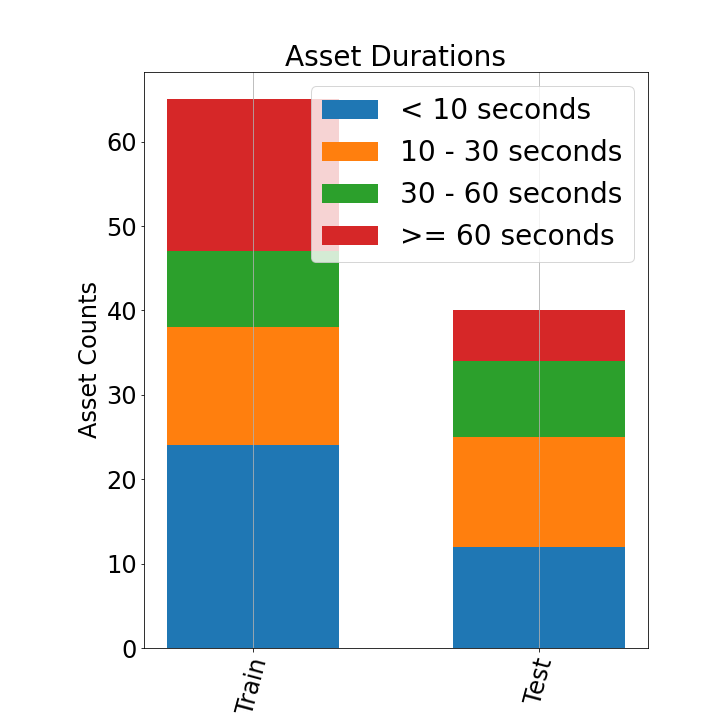 Asset Durations
< 10 seconds
10 - 30 seconds
30 - 60 seconds
>= 60 seconds
Asset Counts
60
50
40
30
20
10
0
Train
Test